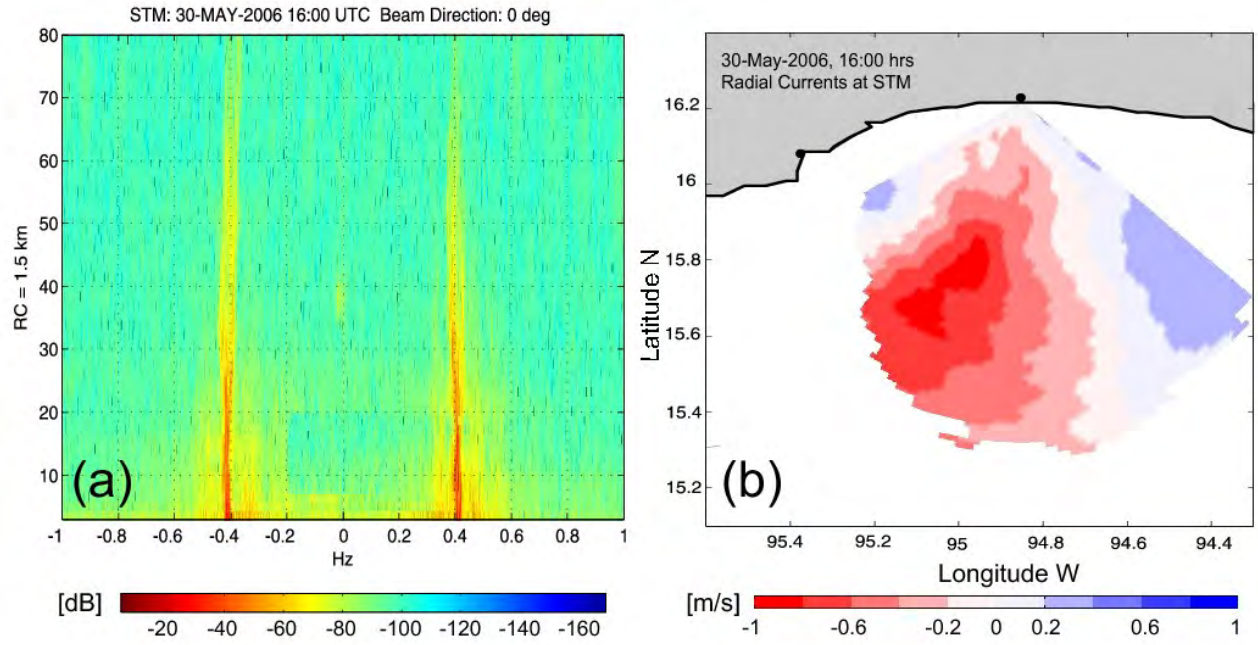 STM: 30-MAY-2006 16:00 UTC  Beam Direction: 0 deg
80
70
60
50
40
30
20
10
RC = 1.5 km
(a)
-1 -0.8 -0.6 -0.4 -0.2 0 0.2 0.4 0.6 0.8 1
Hz
[dB]
-20 -40 -60 -80 -100 -120 -140 -160
30-May-2006, 16:00 hrs
Radial Currents at STM
16.2
16
15.8
15.6
15.4
15.2
Latitude N
(b)
95.4 95.2 95 94.8 94.6 94.4
Longitude W
[m/s]
-1 -0.6 -0.2 0 0.2 0.6 1